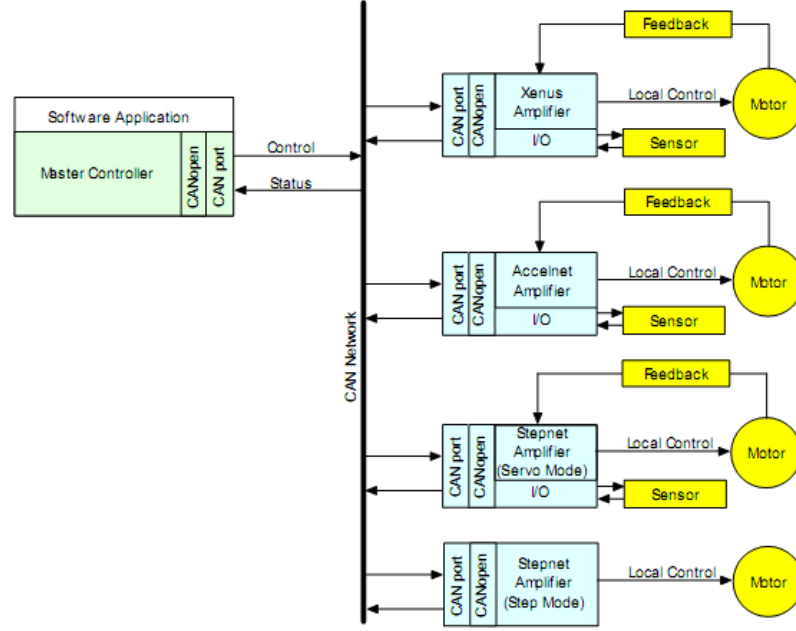 Feedback
CAN port
CANopen
Xenus
Amplifier
I/O
Local Control
Motor
Sensor
Software Application
Master Controller
CANopen
CAN port
Control
Status
CAN Network
Feedback
CAN port
CANopen
Accelnet
Amplifier
I/O
Local Control
Motor
Sensor
Feedback
CAN port
CANopen
Stepnet
Amplifier
(Servo Mode)
I/O
Local Control
Motor
Sensor
CAN port
CANopen
Stepnet
Amplifier
(Step Mode)
Local Control
Motor